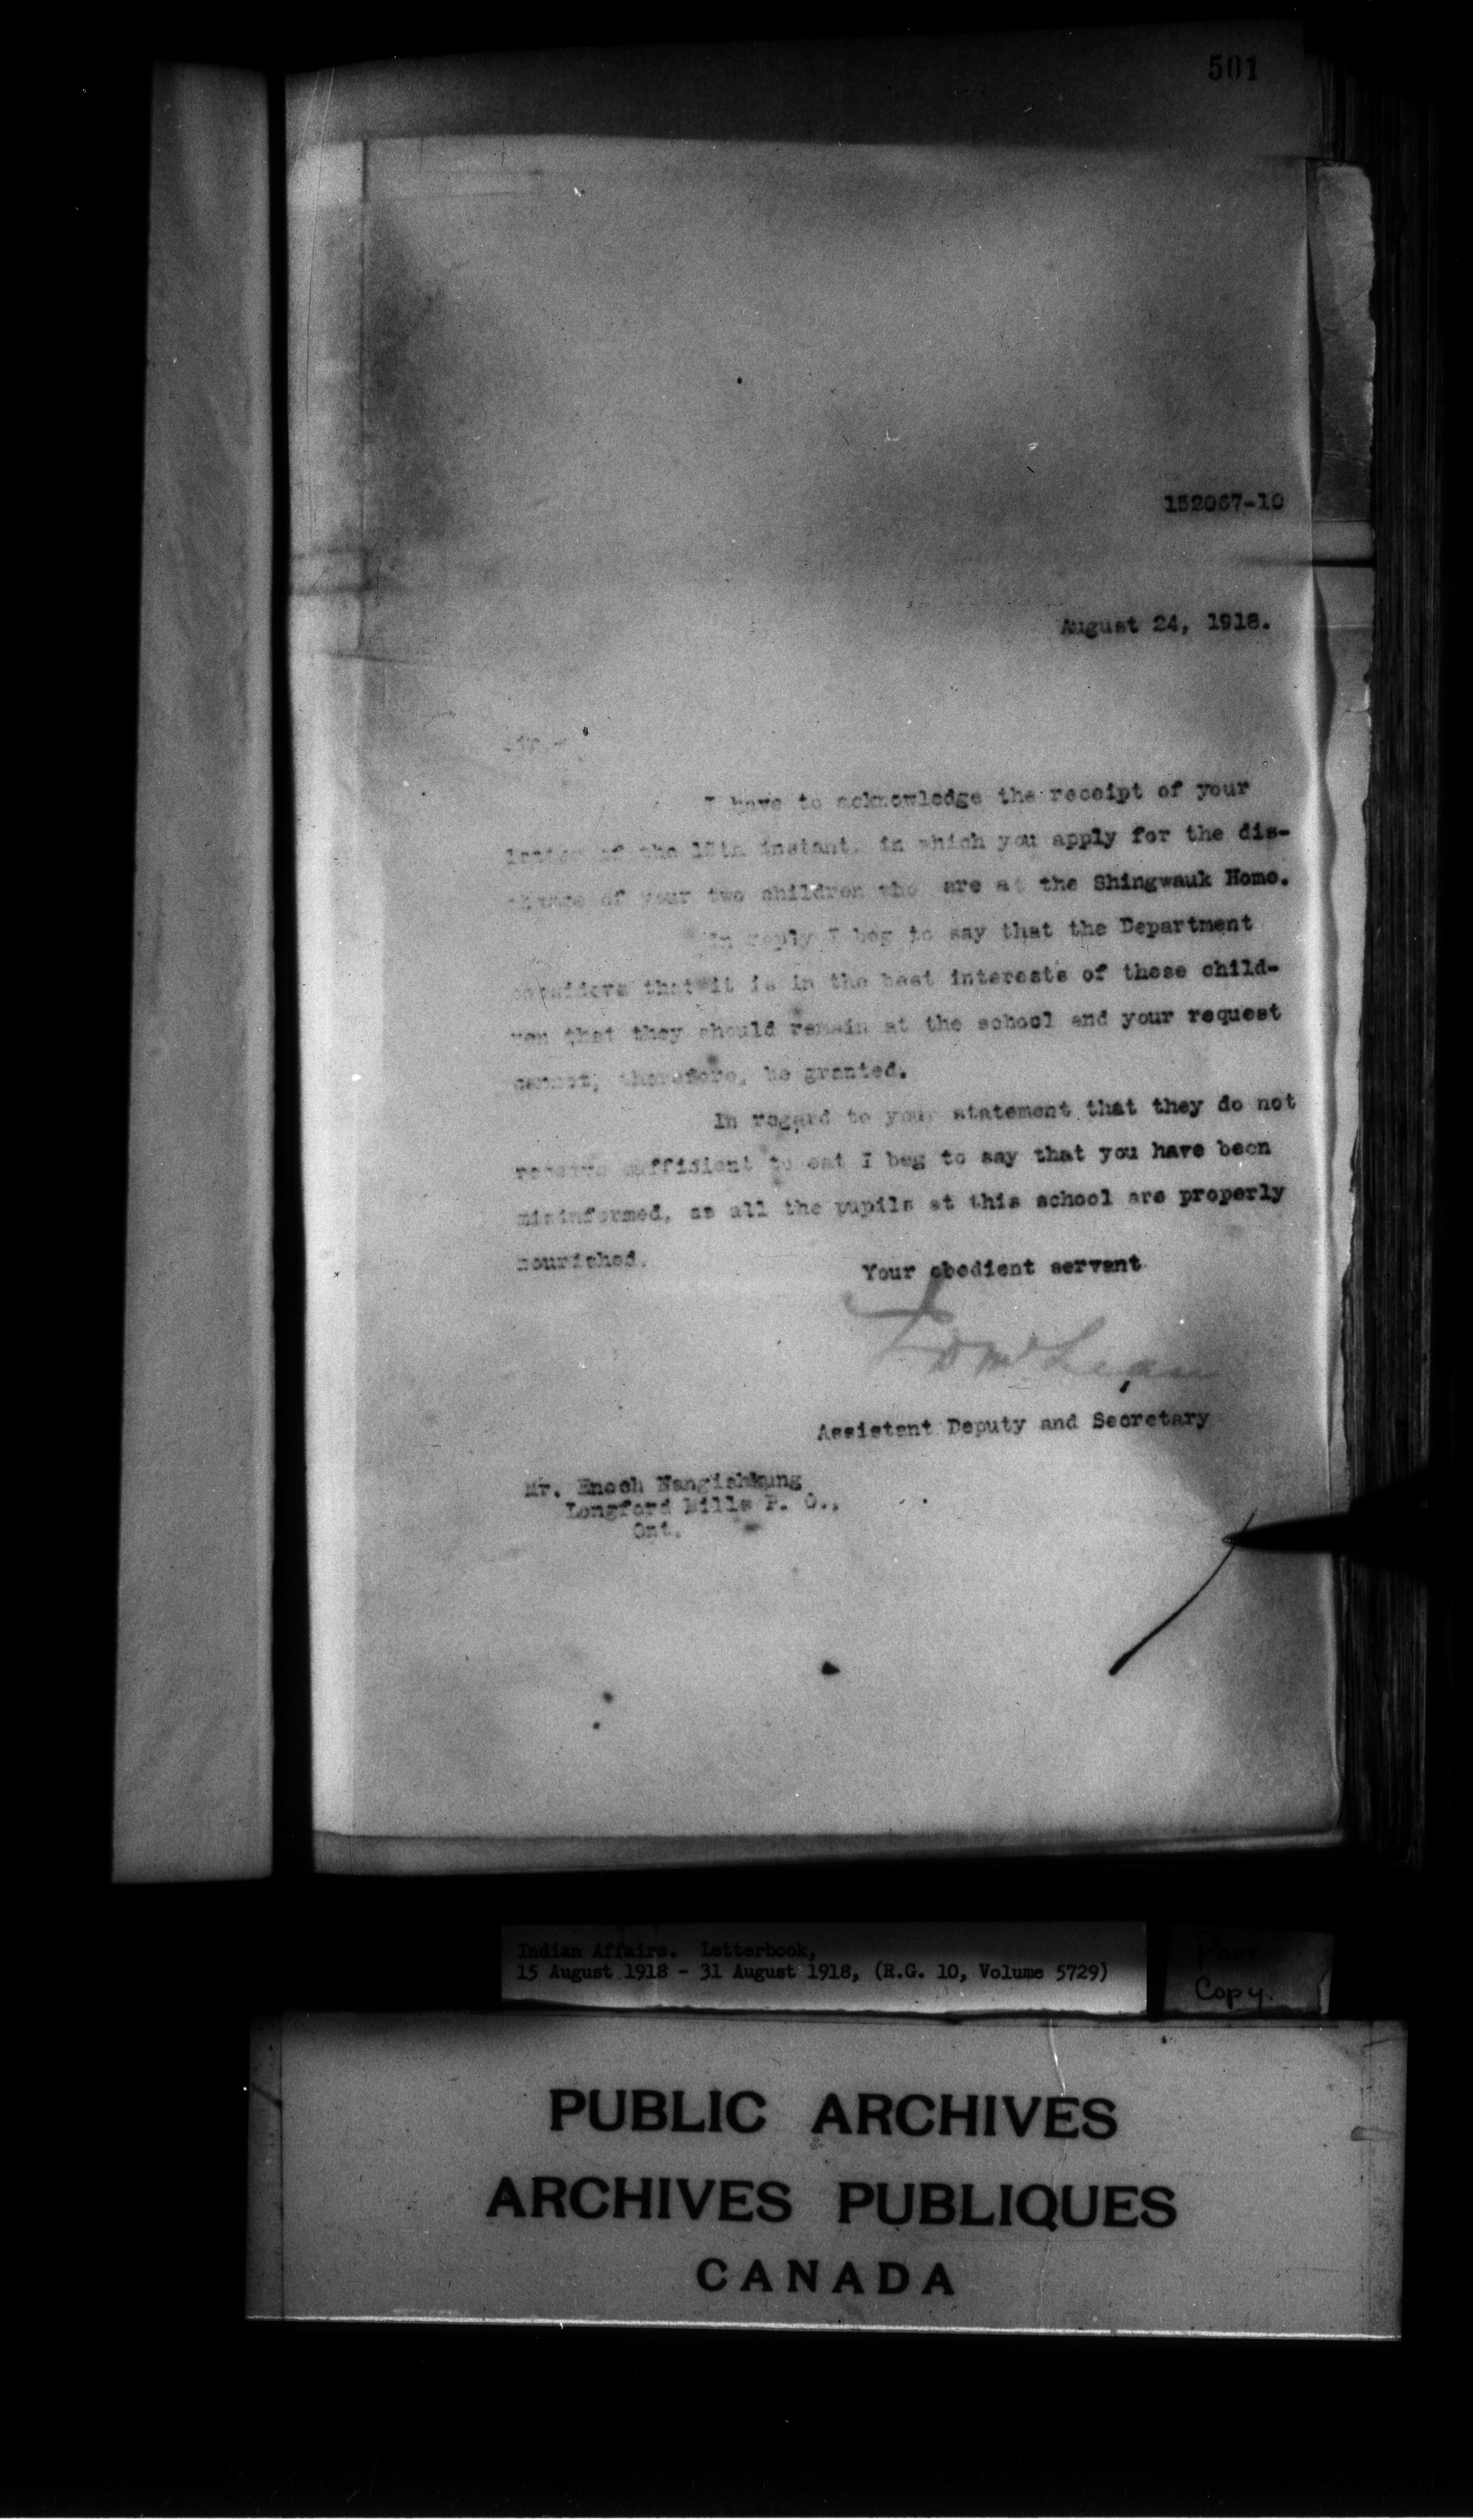 501
152067-10
August 24, 1918.
Sir,-
I have to acknowledge the receipt of your
letter of the 15th instant, in which you apply for the dis-
charge of your two children who are at the Shingwauk Home.
In reply I beg to say that the Department
considers that it is in the best interests of these child-
ren that they should remain at the school and your request
cannot, therefore, be granted.
In regard to your statement that they do not
receive sufficient to eat I beg to say that you have been
misinformed, as all the pupils at this school are properly
nourished.
Your obedient servant
J D McLean
Assistant Deputy and Secretary
Mr. Enoch Nangishkung
Longford Mills P. O.,
Ont.
Indian Affairs. Letterbook,
15 August 1918 - 31 August 1918, (R.G. 10, Volume 5729)
Poor
Copy.
PUBLIC ARCHIVES
ARCHIVES PUBLIQUES
CANADA